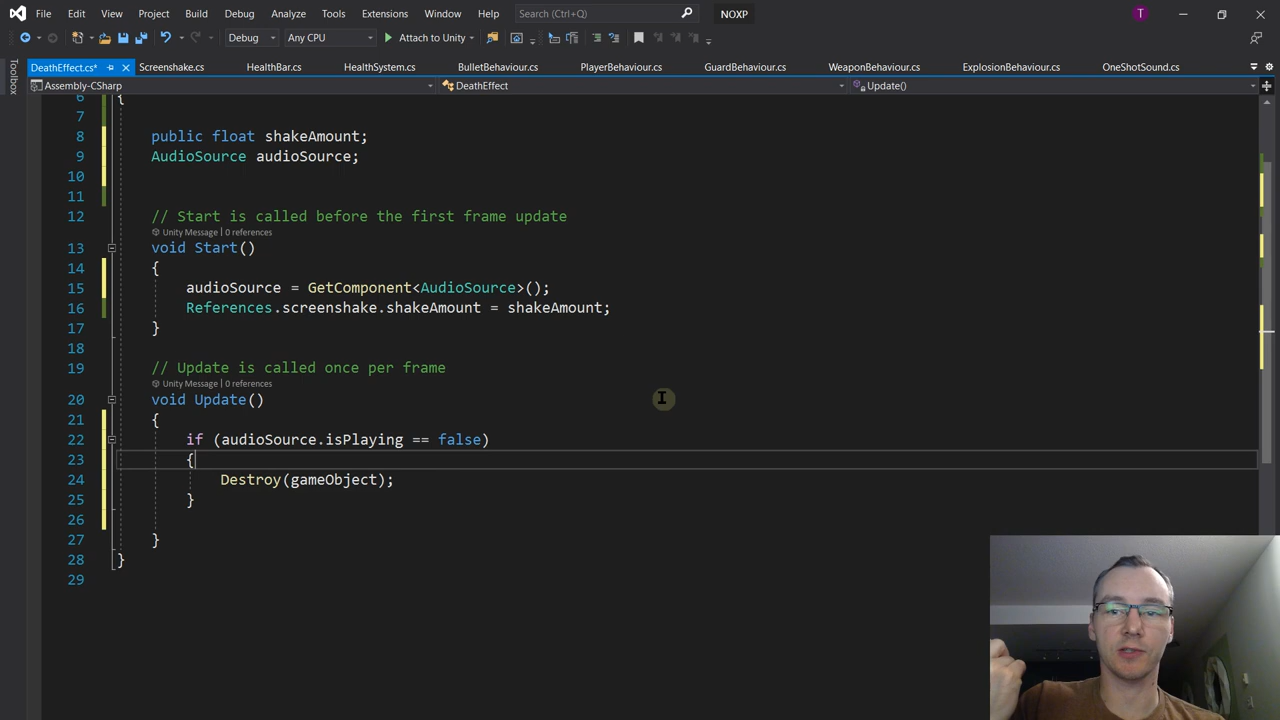 File Edit View Project Build Debug Analyze Tools Extensions Window Help Search (Ctrl+Q) NOXP T
Debug Any CPU Attach to Unity
Toolbox
DeathEffect.cs* Screenshake.cs HealthBar.cs HealthSystem.cs BulletBehaviour.cs PlayerBehaviour.cs GuardBehaviour.cs WeaponBehaviour.cs ExplosionBehaviour.cs OneShotSound.cs
Assembly-CSharp DeathEffect Update()
6 {
7
8 public float shakeAmount;
9 AudioSource audioSource;
10
11
12 // Start is called before the first frame update
Unity Message | 0 references
13 void Start()
14 {
15 audioSource = GetComponent<AudioSource>();
16 References.screenshake.shakeAmount = shakeAmount;
17 }
18
19 // Update is called once per frame
Unity Message | 0 references
20 void Update()
21 {
22 if (audioSource.isPlaying == false)
23 {
24 Destroy(gameObject);
25 }
26
27 }
28 }
29